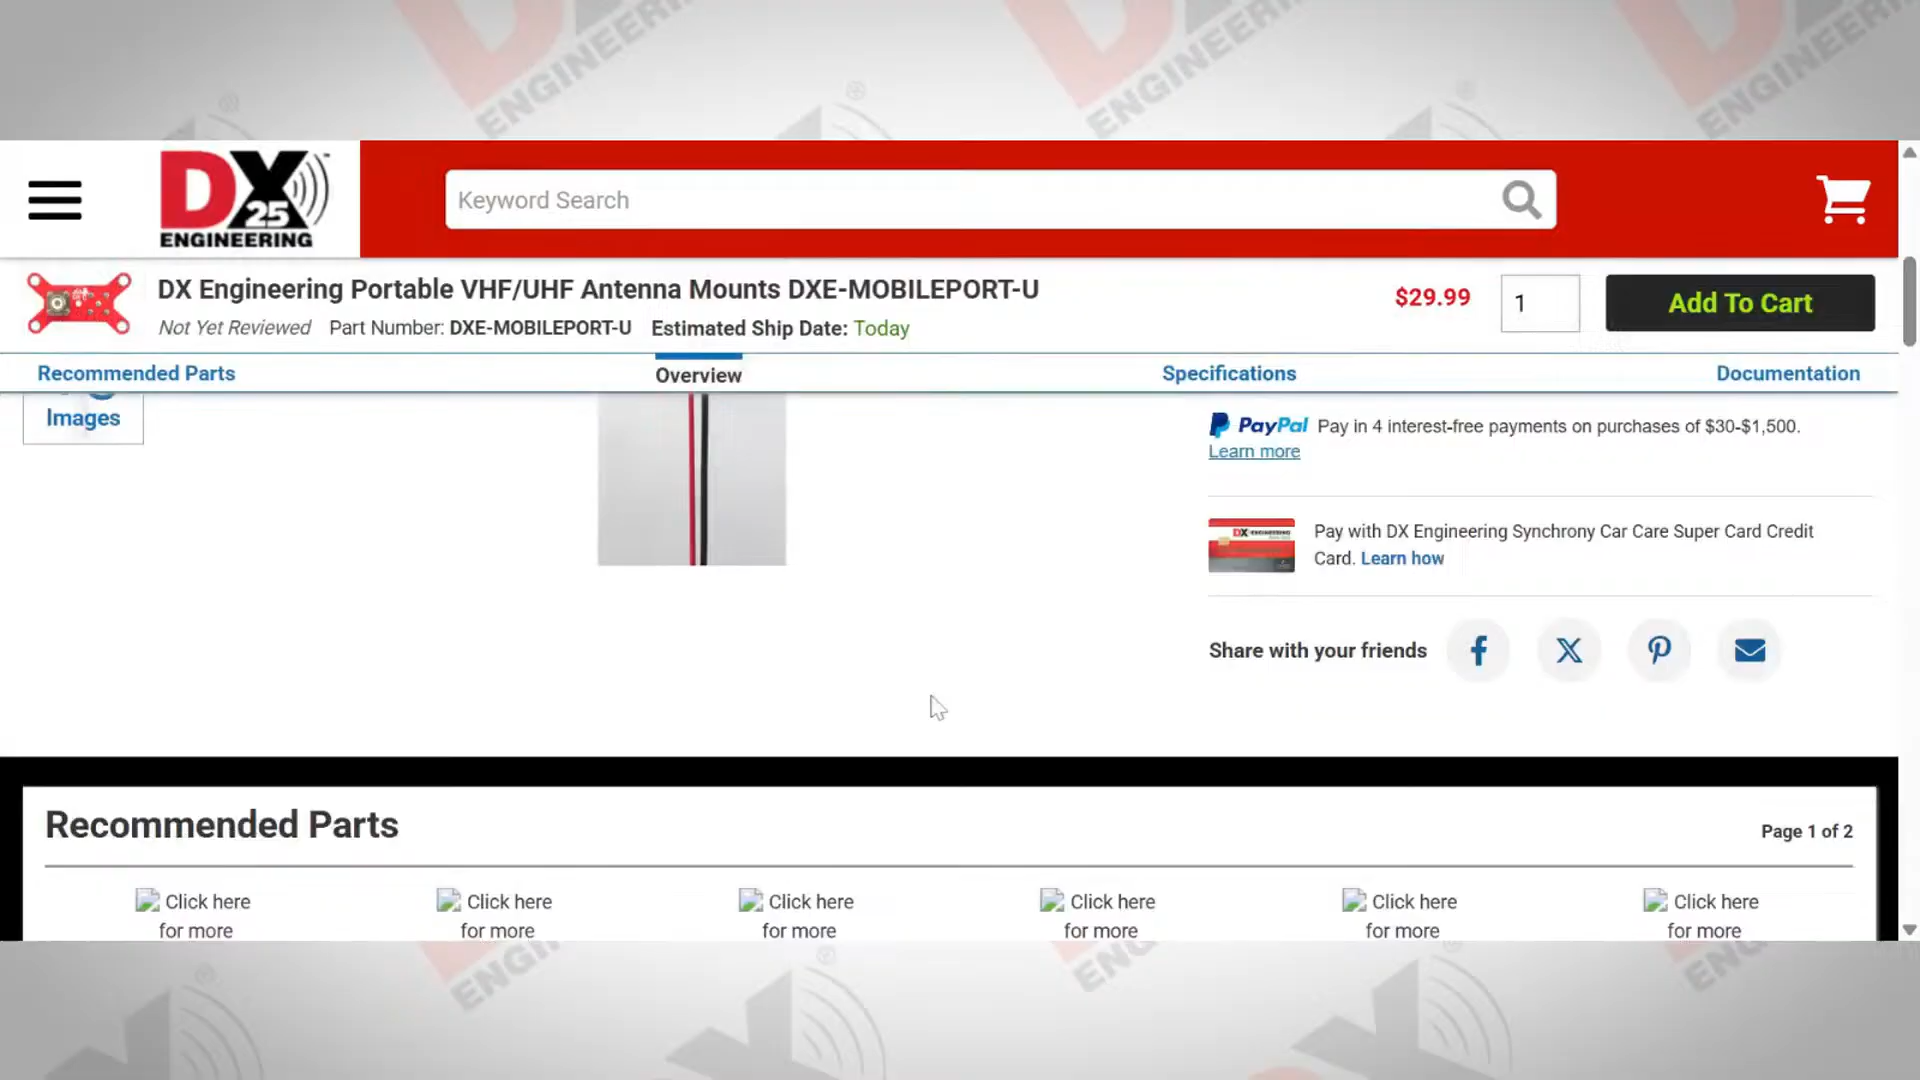 ENGINEERING
ENGINEERING
ENGINEERING
DX
25
ENGINEERING
Keyword Search
DX Engineering Portable VHF/UHF Antenna Mounts DXE-MOBILEPORT-U
Not Yet Reviewed Part Number: DXE-MOBILEPORT-U Estimated Ship Date: Today
$29.99
1
Add To Cart
Recommended Parts
Overview
Specifications
Documentation
Images
PayPal Pay in 4 interest-free payments on purchases of $30-$1,500.
Learn more
DX ENGINEERING
Pay with DX Engineering Synchrony Car Care Super Card Credit
Card. Learn how
Share with your friends
Recommended Parts
Page 1 of 2
Click here
for more
Click here
for more
Click here
for more
Click here
for more
Click here
for more
Click here
for more